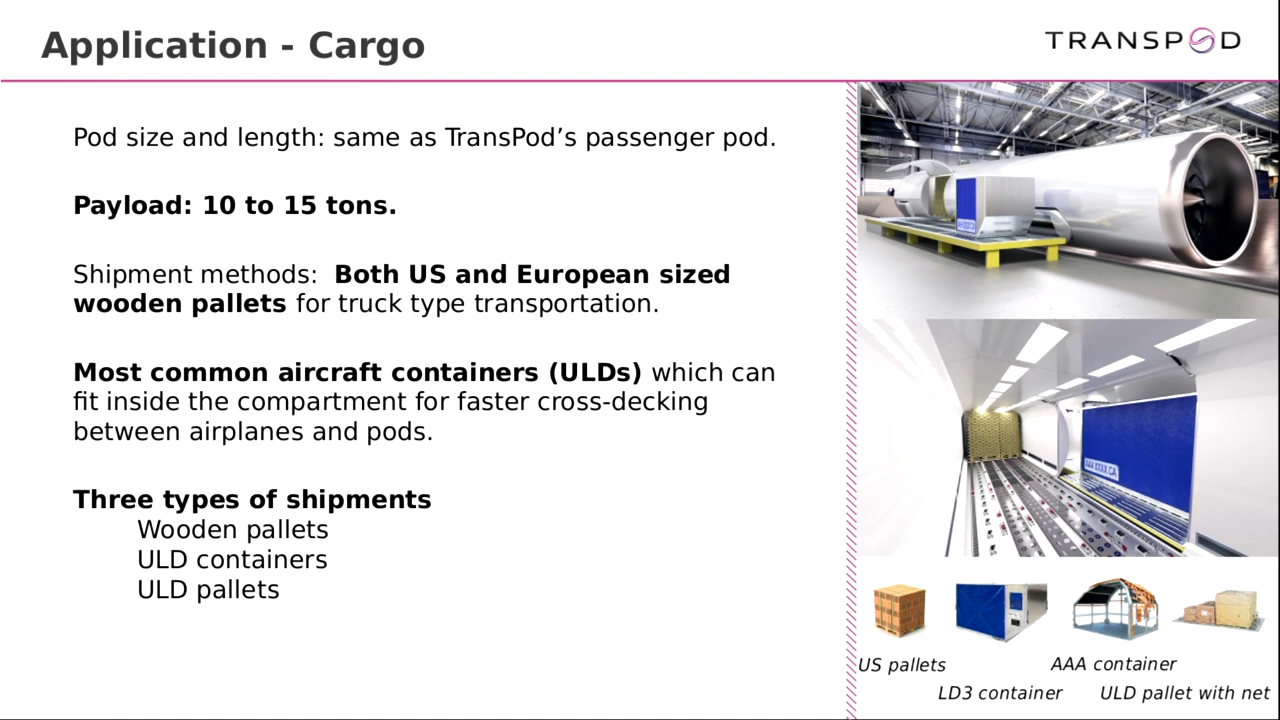 Application - Cargo
TRANSPOD
Pod size and length: same as TransPod’s passenger pod.
Payload: 10 to 15 tons.
Shipment methods:  Both US and European sized
wooden pallets for truck type transportation.
Most common aircraft containers (ULDs) which can
fit inside the compartment for faster cross-decking
between airplanes and pods.
Three types of shipments
Wooden pallets
ULD containers
ULD pallets
AAA XXXX CA
US pallets
AAA container
LD3 container
ULD pallet with net